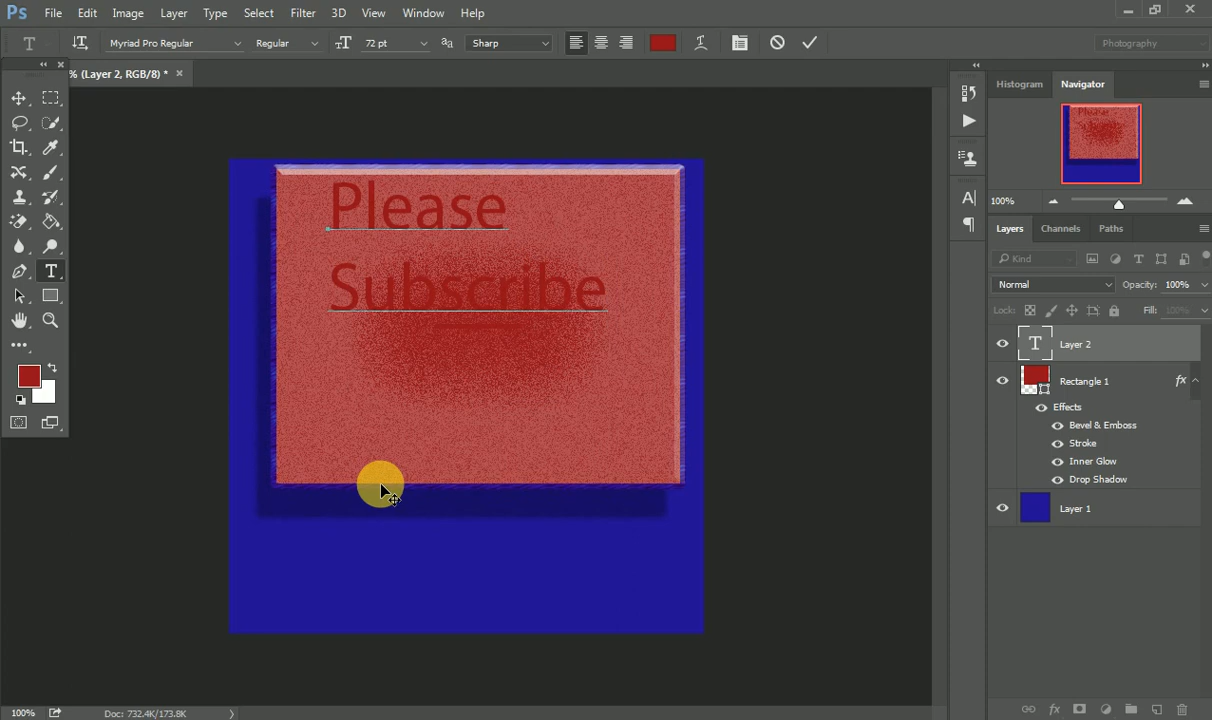 Ps File Edit Image Layer Type Select Filter 3D View Window Help
T Myriad Pro Regular Regular 72 pt aa Sharp Photography
% (Layer 2, RGB/8) * ×
Histogram Navigator
Please
100%
Layers Channels Paths
Kind
Normal Opacity: 100%
Lock: Fill: 100%
Subscribe
T Layer 2
Rectangle 1 fx
Effects
Bevel & Emboss
Stroke
Inner Glow
Drop Shadow
Layer 1
100% Doc: 732.4K/173.8K